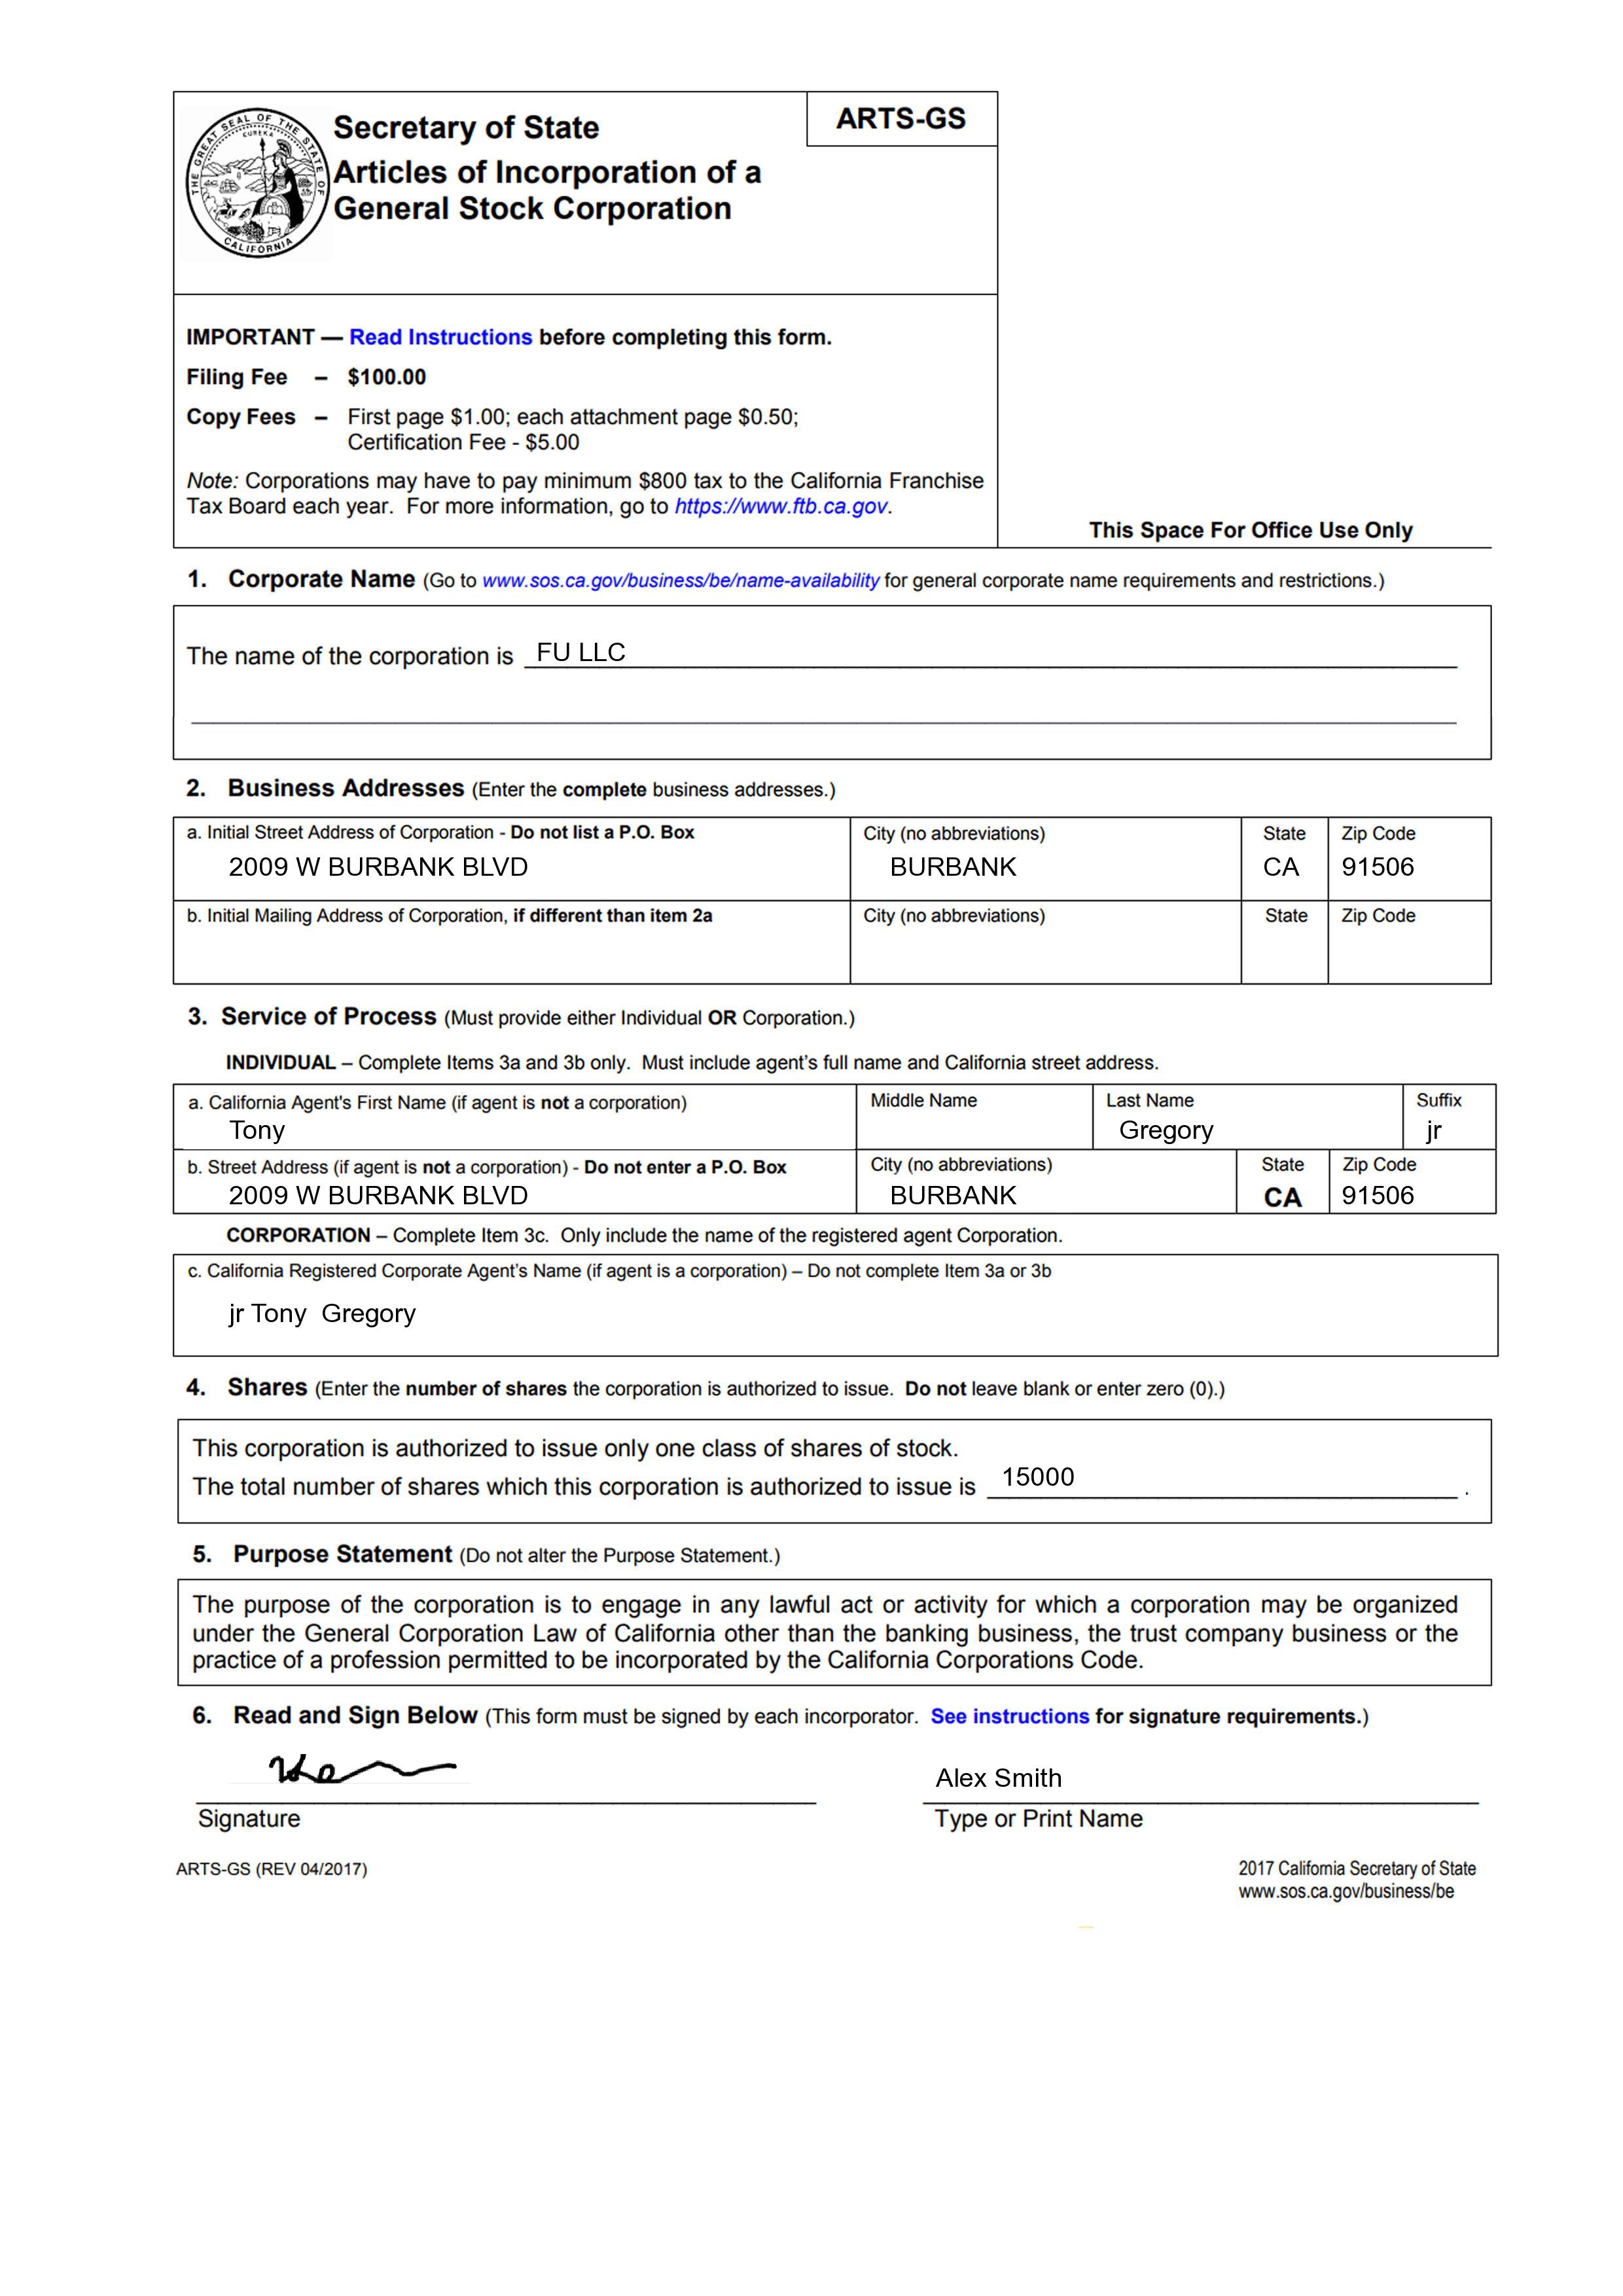 THE GREAT SEAL OF THE STATE OF CALIFORNIA
EUREKA
Secretary of State
ARTS-GS
Articles of Incorporation of a
General Stock Corporation
IMPORTANT — Read Instructions before completing this form.
Filing Fee – $100.00
Copy Fees – First page $1.00; each attachment page $0.50;
Certification Fee - $5.00
Note: Corporations may have to pay minimum $800 tax to the California Franchise
Tax Board each year. For more information, go to https://www.ftb.ca.gov.
This Space For Office Use Only
1. Corporate Name (Go to www.sos.ca.gov/business/be/name-availability for general corporate name requirements and restrictions.)
The name of the corporation is FU LLC
2. Business Addresses (Enter the complete business addresses.)
a. Initial Street Address of Corporation - Do not list a P.O. Box City (no abbreviations) State Zip Code
2009 W BURBANK BLVD BURBANK CA 91506
b. Initial Mailing Address of Corporation, if different than item 2a City (no abbreviations) State Zip Code
3. Service of Process (Must provide either Individual OR Corporation.)
INDIVIDUAL – Complete Items 3a and 3b only. Must include agent’s full name and California street address.
a. California Agent's First Name (if agent is not a corporation) Middle Name Last Name Suffix
Tony Gregory jr
b. Street Address (if agent is not a corporation) - Do not enter a P.O. Box City (no abbreviations) State Zip Code
2009 W BURBANK BLVD BURBANK CA 91506
CORPORATION – Complete Item 3c. Only include the name of the registered agent Corporation.
c. California Registered Corporate Agent’s Name (if agent is a corporation) – Do not complete Item 3a or 3b
jr Tony Gregory
4. Shares (Enter the number of shares the corporation is authorized to issue. Do not leave blank or enter zero (0).)
This corporation is authorized to issue only one class of shares of stock.
The total number of shares which this corporation is authorized to issue is 15000 .
5. Purpose Statement (Do not alter the Purpose Statement.)
The purpose of the corporation is to engage in any lawful act or activity for which a corporation may be organized
under the General Corporation Law of California other than the banking business, the trust company business or the
practice of a profession permitted to be incorporated by the California Corporations Code.
6. Read and Sign Below (This form must be signed by each incorporator. See instructions for signature requirements.)
Alex Smith
Signature Type or Print Name
ARTS-GS (REV 04/2017) 2017 California Secretary of State
www.sos.ca.gov/business/be